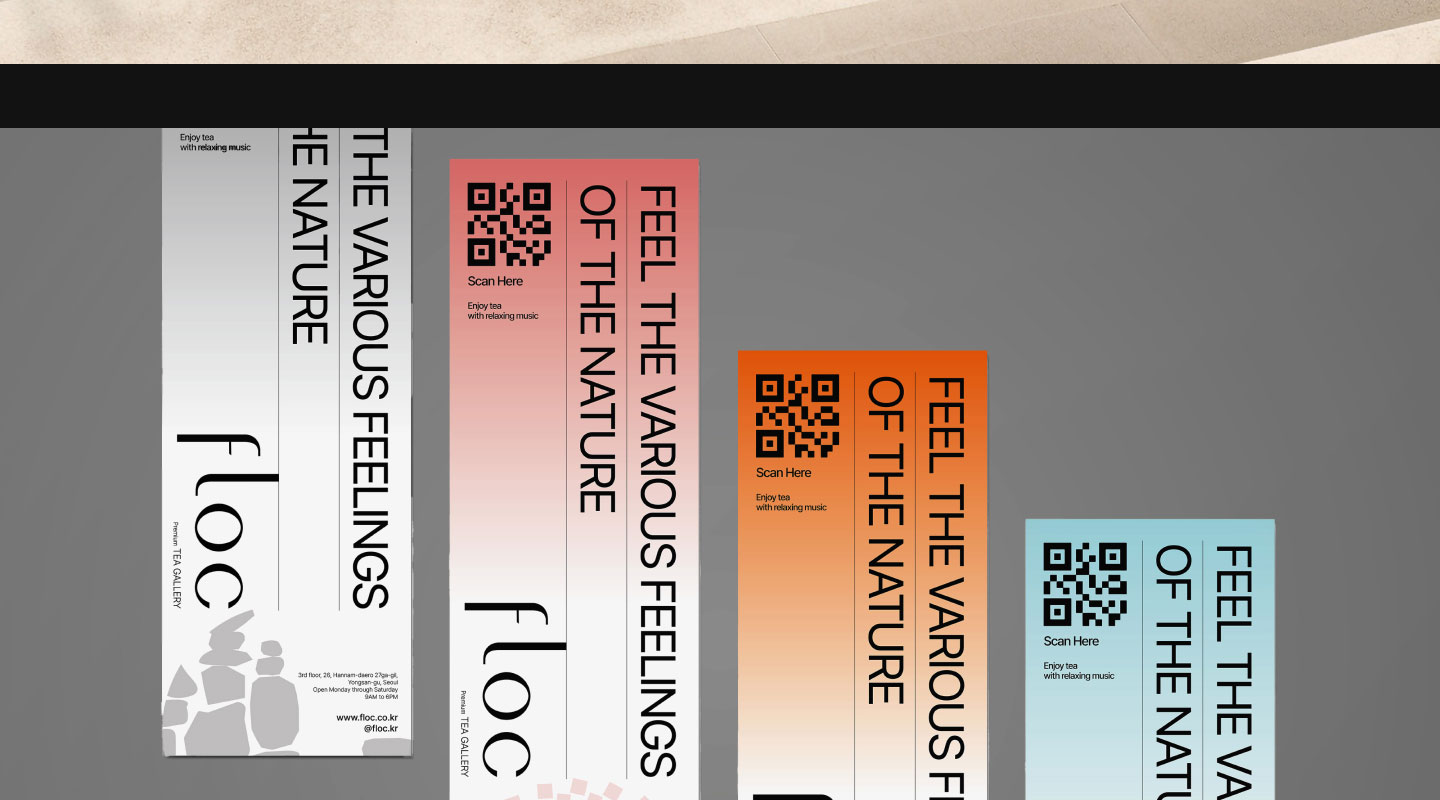 Enjoy tea
with relaxing music
THE VARIOUS FEELINGS
HE NATURE
floc
Premium TEA GALLERY
3rd floor, 26, Hannam-daero 27ga-gil,
Yongsan-gu, Seoul
Open Monday through Saturday
9AM to 6PM
www.floc.co.kr
@floc.kr
Scan Here
Enjoy tea
with relaxing music
FEEL THE VARIOUS FEELINGS
OF THE NATURE
floc
Premium TEA GALLERY
Scan Here
Enjoy tea
with relaxing music
FEEL THE VARIOUS FE
OF THE NATURE
Scan Here
Enjoy tea
with relaxing music
FEEL THE VA
OF THE NATU